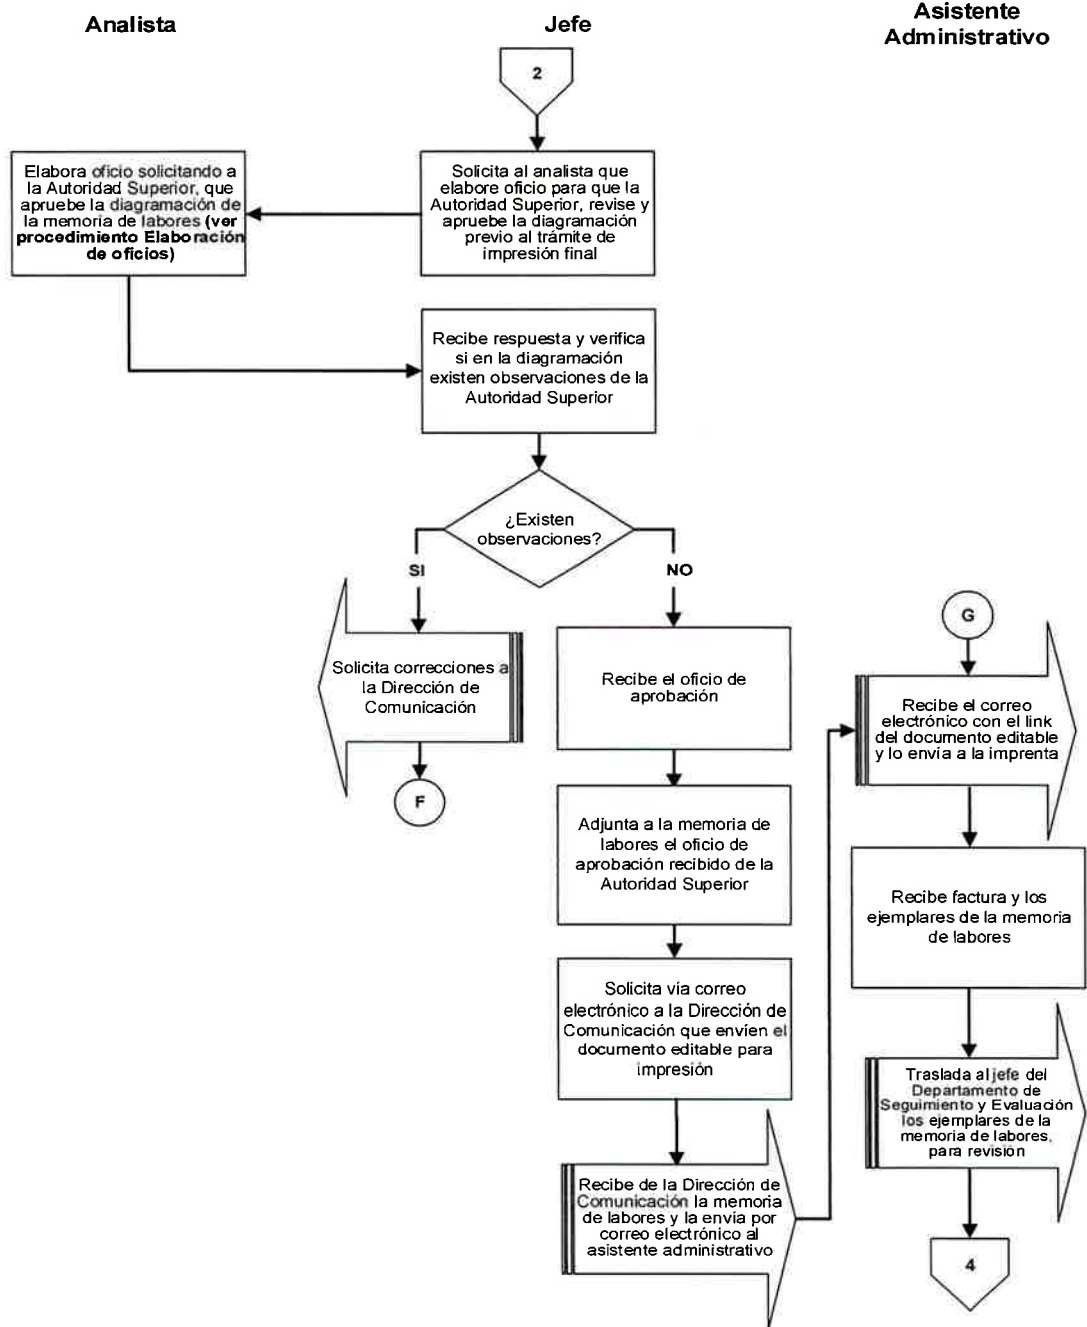 Analista
Jefe
Asistente
Administrativo
2
Solicita al analista que
elabore oficio para que la
Autoridad Superior, revise y
apruebe la diagramación
previo al trámite de
impresión final
Elabora oficio solicitando a
la Autoridad Superior, que
apruebe la diagramación de
la memoria de labores (ver
procedimiento Elaboración
de oficios)
Recibe respuesta y verifica
si en la diagramación
existen observaciones de la
Autoridad Superior
¿Existen
observaciones?
SI
NO
Solicita correcciones a
la Dirección de
Comunicación
F
Recibe el oficio de
aprobación
Adjunta a la memoria de
labores el oficio de
aprobación recibido de la
Autoridad Superior
Solicita vía correo
electrónico a la Dirección de
Comunicación que envíen el
documento editable para
impresión
Recibe de la Dirección de
Comunicación la memoria
de labores y la envía por
correo electrónico al
asistente administrativo
G
Recibe el correo
electrónico con el link
del documento editable
y lo envía a la imprenta
Recibe factura y los
ejemplares de la memoria
de labores
Traslada al jefe del
Departamento de
Seguimiento y Evaluación
los ejemplares de la
memoria de labores,
para revisión
4